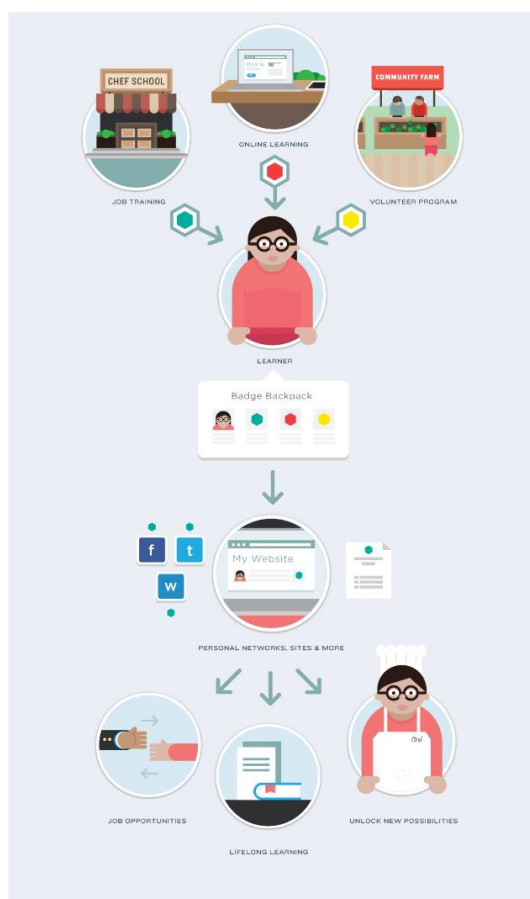 CHEF SCHOOL
COMMUNITY FARM
ONLINE LEARNING
JOB TRAINING
VOLUNTEER PROGRAM
LEARNER
Badge Backpack
f
t
W
My Website
PERSONAL NETWORKS, SITES & MORE
JOB OPPORTUNITIES
LIFELONG LEARNING
UNLOCK NEW POSSIBILITIES